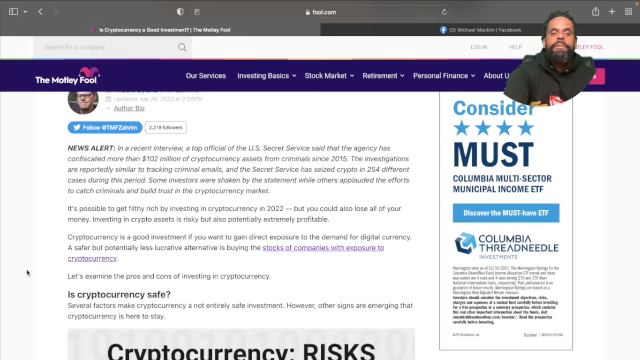 fool.com
Is Cryptocurrency a Good Investment? | The Motley Fool
(2) Michael Macklin | Facebook
Search for a company
LOG IN
HELP
The Motley Fool
Our Services
Investing Basics
Stock Market
Retirement
Personal Finance
About U
Updated Apr 26, 2022 at 2:08PM
Author Bio
Follow @TMFZahrim
2,218 followers
NEWS ALERT: In a recent interview, a top official of the U.S. Secret Service said that the agency has
confiscated more than $102 million of cryptocurrency assets from criminals since 2015. The investigations
are reportedly similar to tracking criminal emails, and the Secret Service has seized crypto in 254 different
cases during this period. Some investors were shaken by the statement while others applauded the efforts
to catch criminals and build trust in the cryptocurrency market.
It's possible to get filthy rich by investing in cryptocurrency in 2022 -- but you could also lose all of your
money. Investing in crypto assets is risky but also potentially extremely profitable.
Cryptocurrency is a good investment if you want to gain direct exposure to the demand for digital currency.
A safer but potentially less lucrative alternative is buying the stocks of companies with exposure to
cryptocurrency.
Let's examine the pros and cons of investing in cryptocurrency.
Is cryptocurrency safe?
Several factors make cryptocurrency a not entirely safe investment. However, other signs are emerging that
cryptocurrency is here to stay.
Cryptocurrency: RISKS
Consider
MUST
COLUMBIA MULTI-SECTOR
MUNICIPAL INCOME ETF
Discover the MUST-have ETF
COLUMBIA
THREADNEEDLE
INVESTMENTS